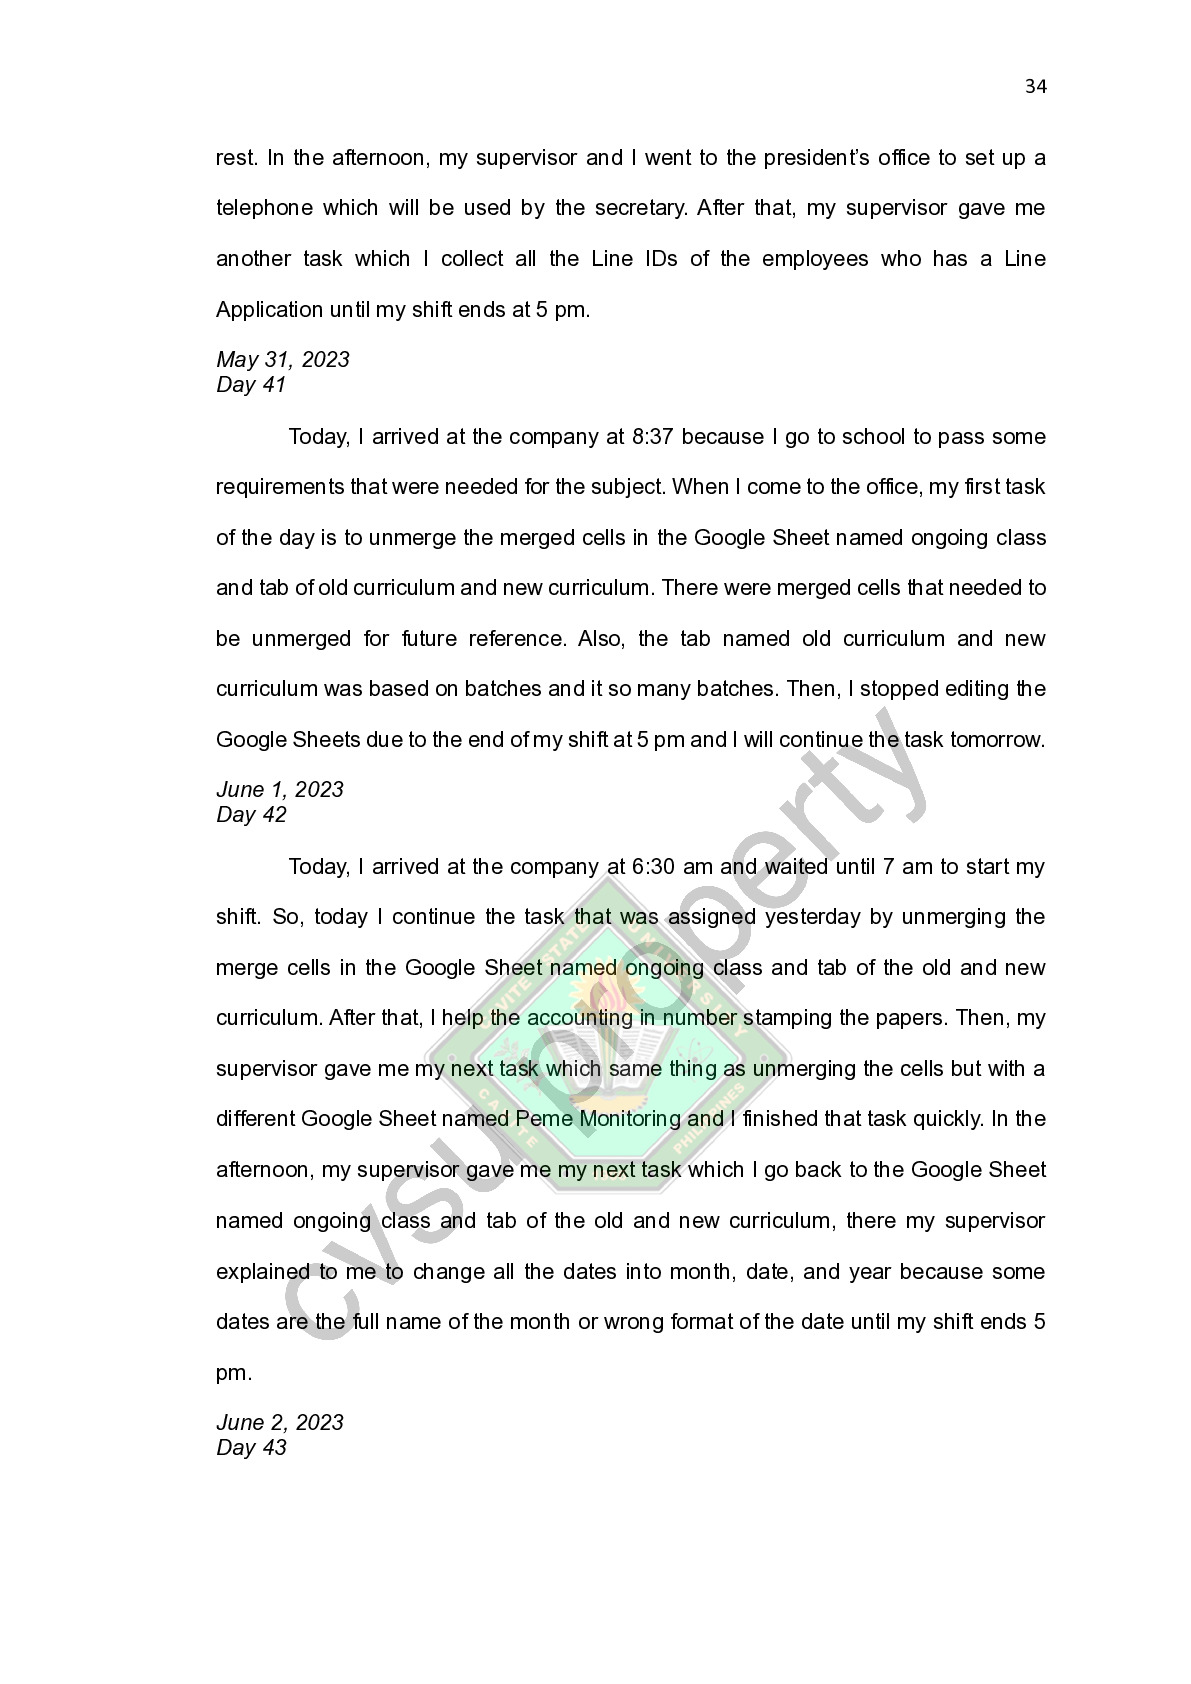 34
rest. In the afternoon, my supervisor and I went to the president’s office to set up a
telephone which will be used by the secretary. After that, my supervisor gave me
another task which I collect all the Line IDs of the employees who has a Line
Application until my shift ends at 5 pm.
May 31, 2023
Day 41
Today, I arrived at the company at 8:37 because I go to school to pass some
requirements that were needed for the subject. When I come to the office, my first task
of the day is to unmerge the merged cells in the Google Sheet named ongoing class
and tab of old curriculum and new curriculum. There were merged cells that needed to
be unmerged for future reference. Also, the tab named old curriculum and new
curriculum was based on batches and it so many batches. Then, I stopped editing the
Google Sheets due to the end of my shift at 5 pm and I will continue the task tomorrow.
June 1, 2023
Day 42
Today, I arrived at the company at 6:30 am and waited until 7 am to start my
shift. So, today I continue the task that was assigned yesterday by unmerging the
merge cells in the Google Sheet named ongoing class and tab of the old and new
curriculum. After that, I help the accounting in number stamping the papers. Then, my
supervisor gave me my next task which same thing as unmerging the cells but with a
different Google Sheet named Peme Monitoring and I finished that task quickly. In the
afternoon, my supervisor gave me my next task which I go back to the Google Sheet
named ongoing class and tab of the old and new curriculum, there my supervisor
explained to me to change all the dates into month, date, and year because some
dates are the full name of the month or wrong format of the date until my shift ends 5
pm.
June 2, 2023
Day 43
cvsu property
CAVITE STATE UNIVERSITY
CAVITE
PHILIPPINES